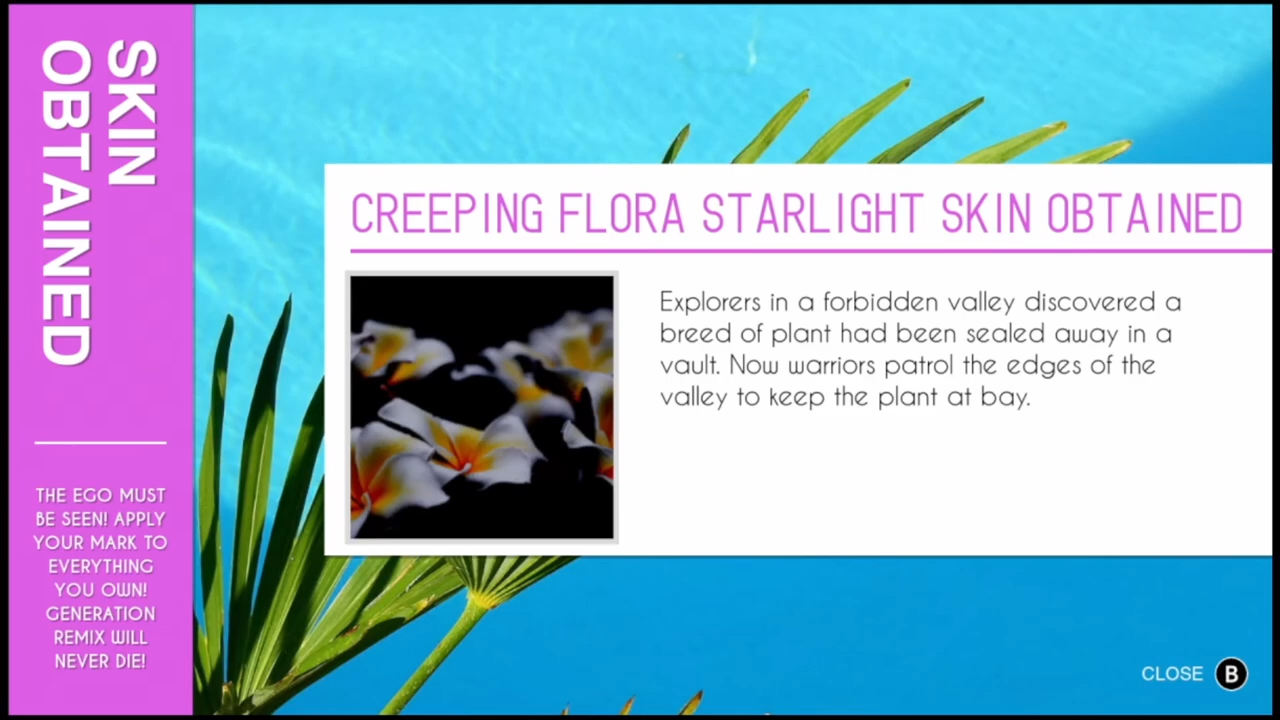 SKIN
OBTAINED
THE EGO MUST
BE SEEN! APPLY
YOUR MARK TO
EVERYTHING
YOU OWN!
GENERATION
REMIX WILL
NEVER DIE!
CREEPING FLORA STARLIGHT SKIN OBTAINED
Explorers in a forbidden valley discovered a
breed of plant had been sealed away in a
vault. Now warriors patrol the edges of the
valley to keep the plant at bay.
CLOSE B